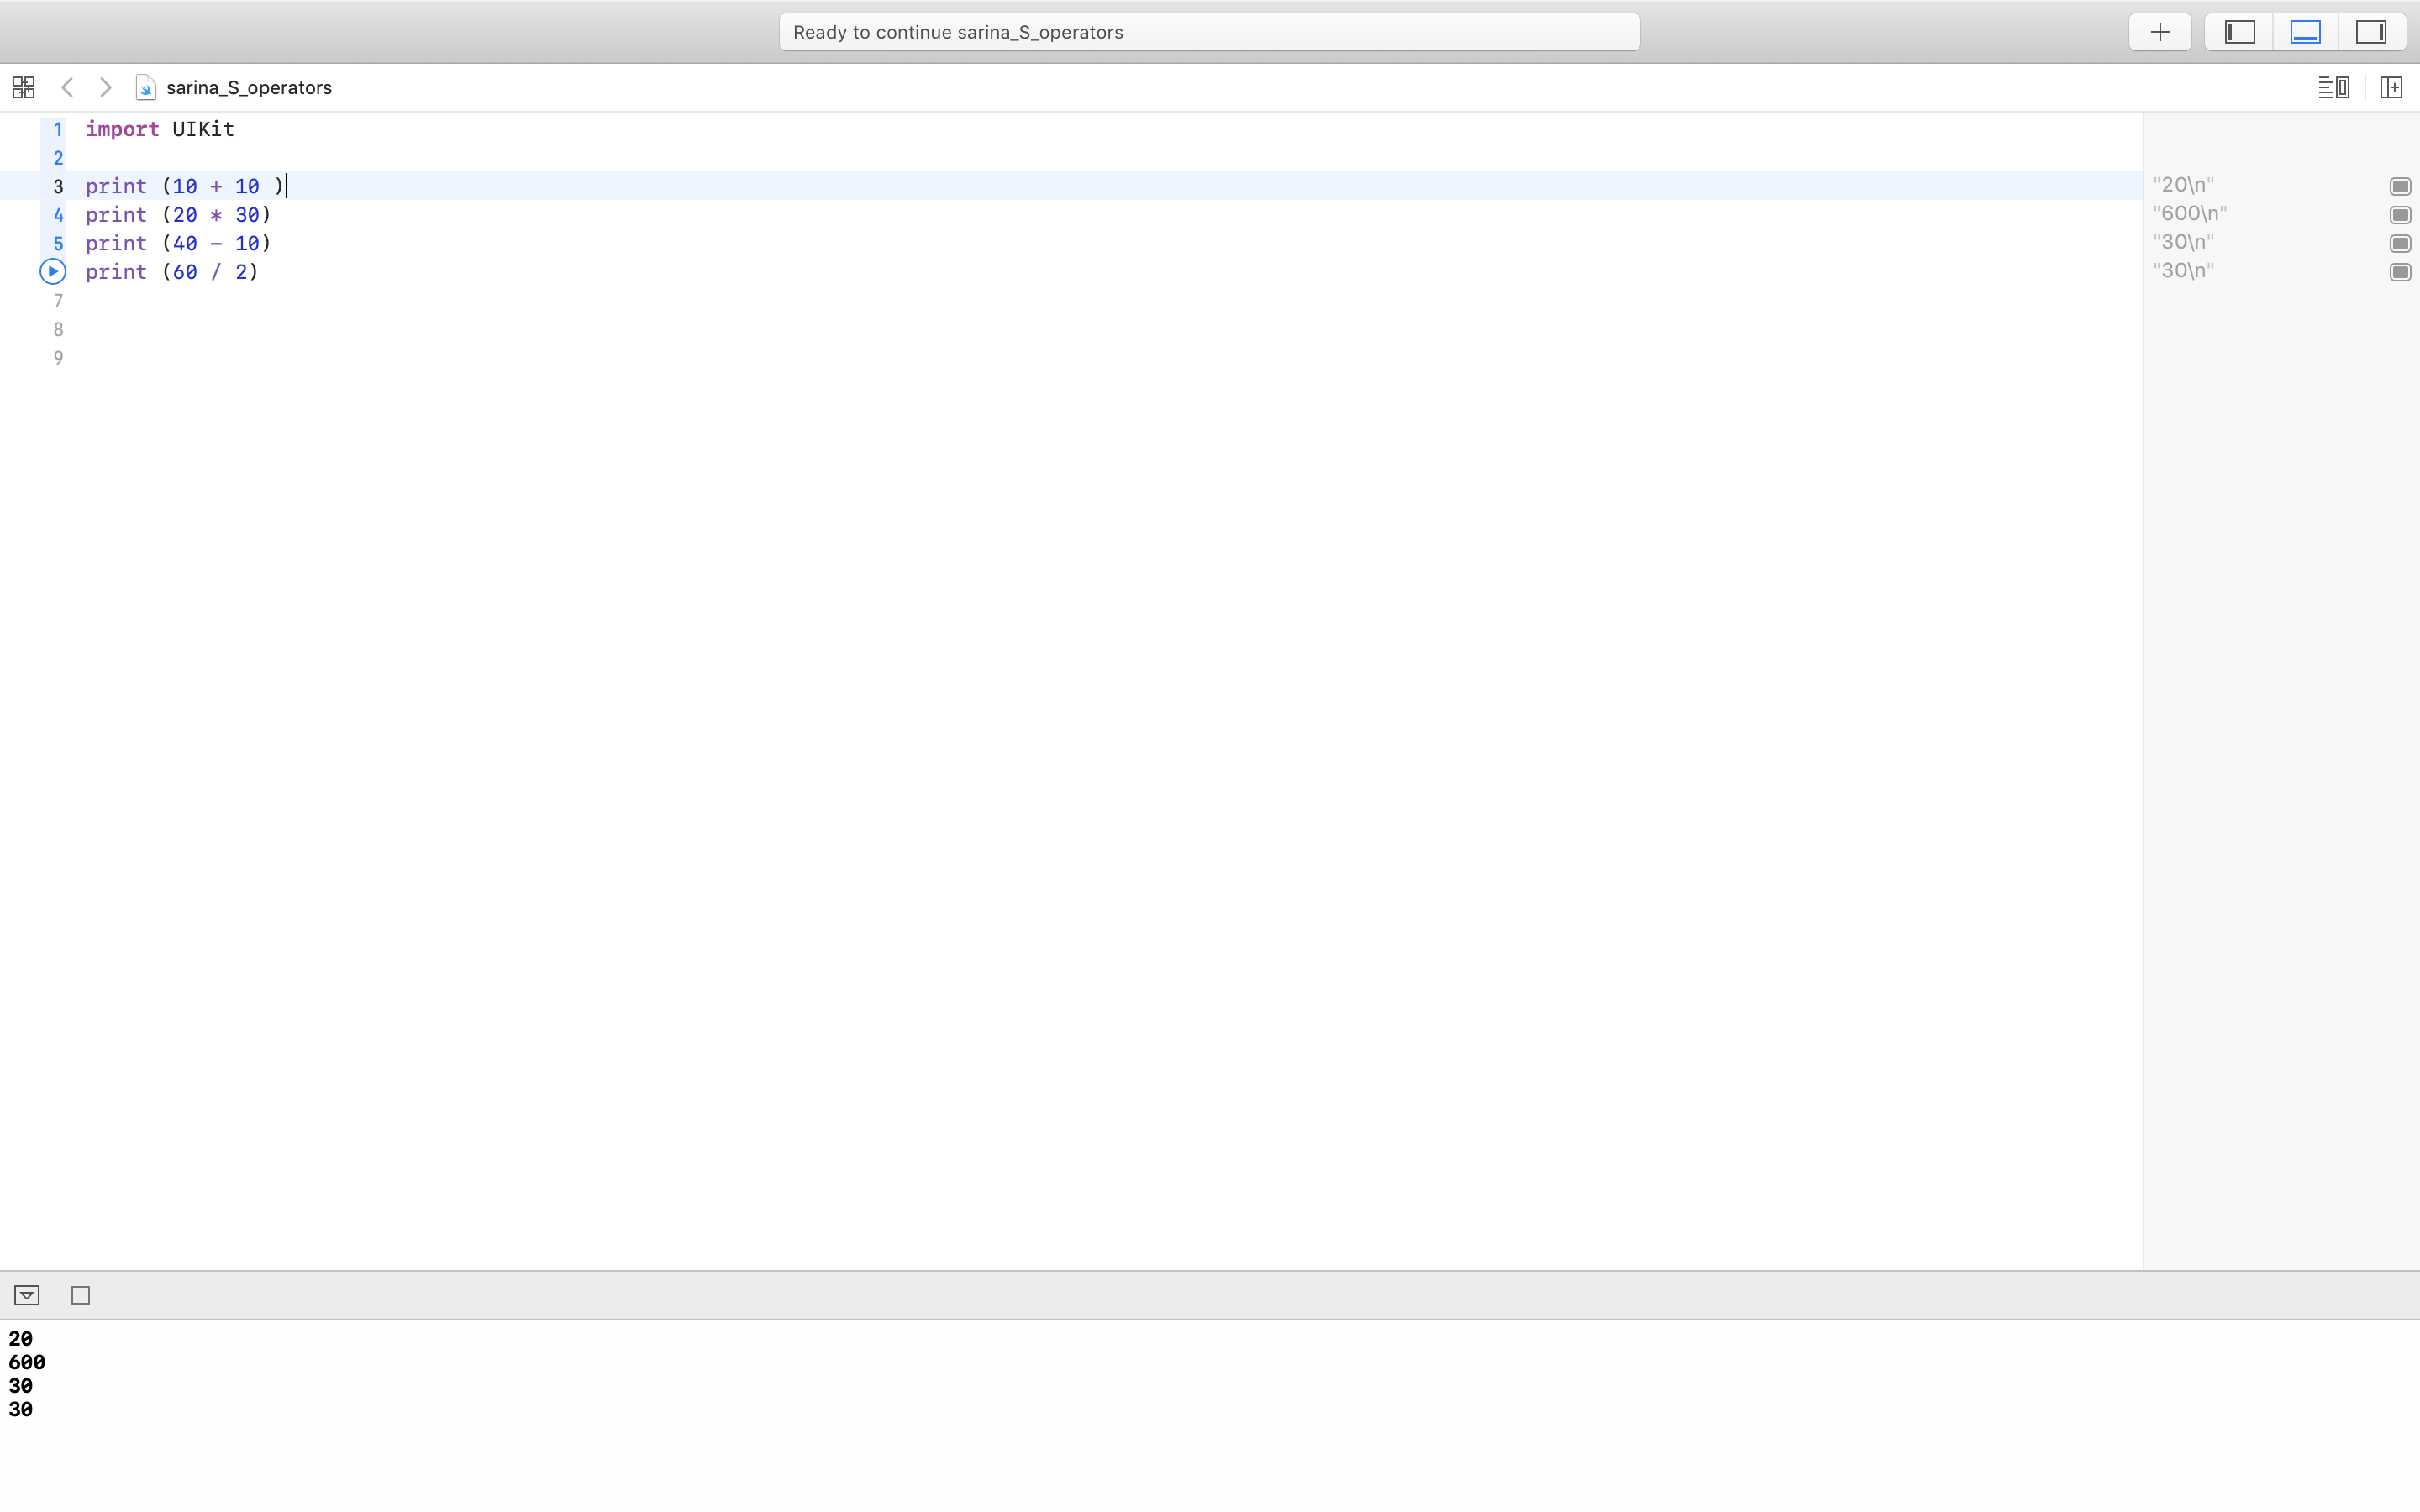 Ready to continue sarina_S_operators
sarina_S_operators
1 import UIKit
2
3 print (10 + 10 )
4 print (20 * 30)
5 print (40 - 10)
print (60 / 2)
7
8
9
"20\n"
"600\n"
"30\n"
"30\n"
20
600
30
30